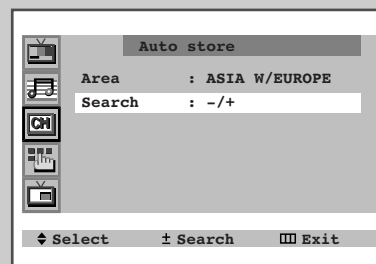 Auto store
Area : ASIA W/EUROPE
Search : -/+
CH
Select ± Search Exit